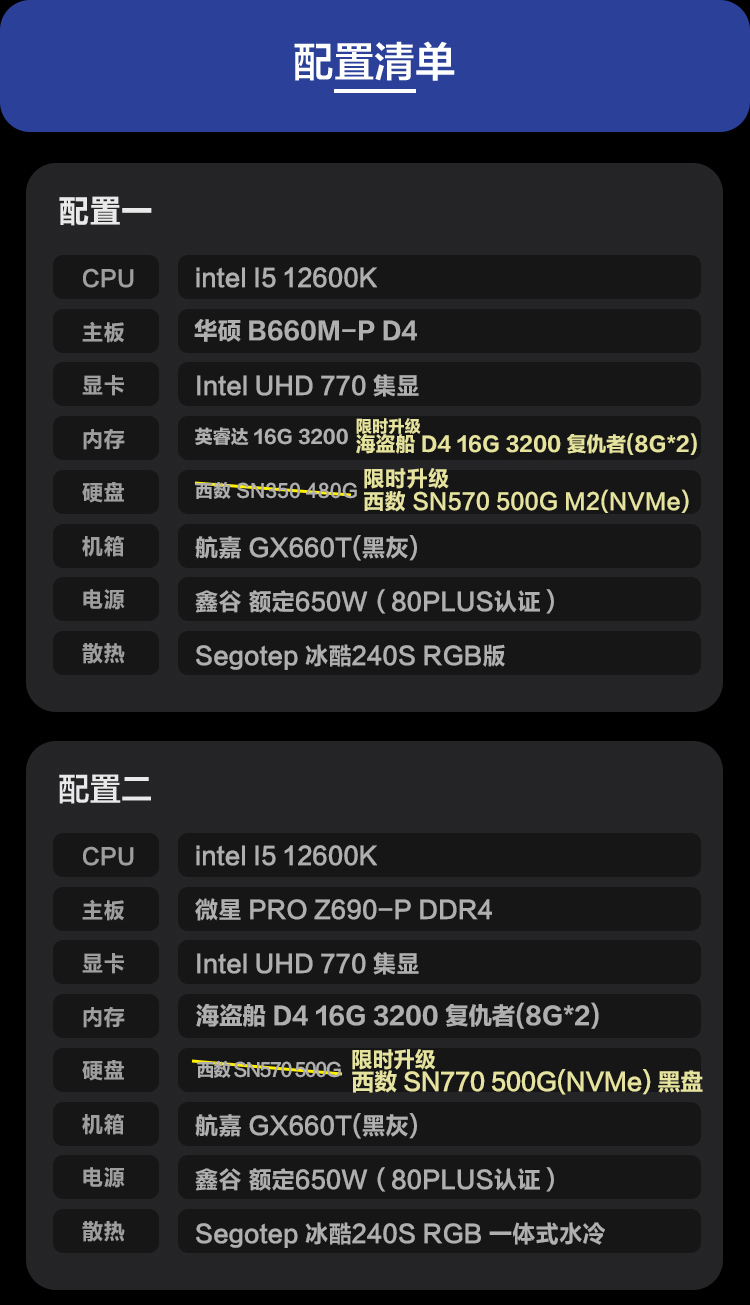 配置清单
配置一
CPU intel I5 12600K
主板 华硕 B660M-P D4
显卡 Intel UHD 770 集显
内存 英睿达 16G 3200 限时升级
海盗船 D4 16G 3200 复仇者(8G*2)
硬盘 西数 SN350 480G 限时升级
西数 SN570 500G M2(NVMe)
机箱 航嘉 GX660T(黑灰)
电源 鑫谷 额定650W(80PLUS认证)
散热 Segotep 冰酷240S RGB版
配置二
CPU intel I5 12600K
主板 微星 PRO Z690-P DDR4
显卡 Intel UHD 770 集显
内存 海盗船 D4 16G 3200 复仇者(8G*2)
硬盘 西数 SN570 500G 限时升级
西数 SN770 500G(NVMe) 黑盘
机箱 航嘉 GX660T(黑灰)
电源 鑫谷 额定650W(80PLUS认证)
散热 Segotep 冰酷240S RGB 一体式水冷